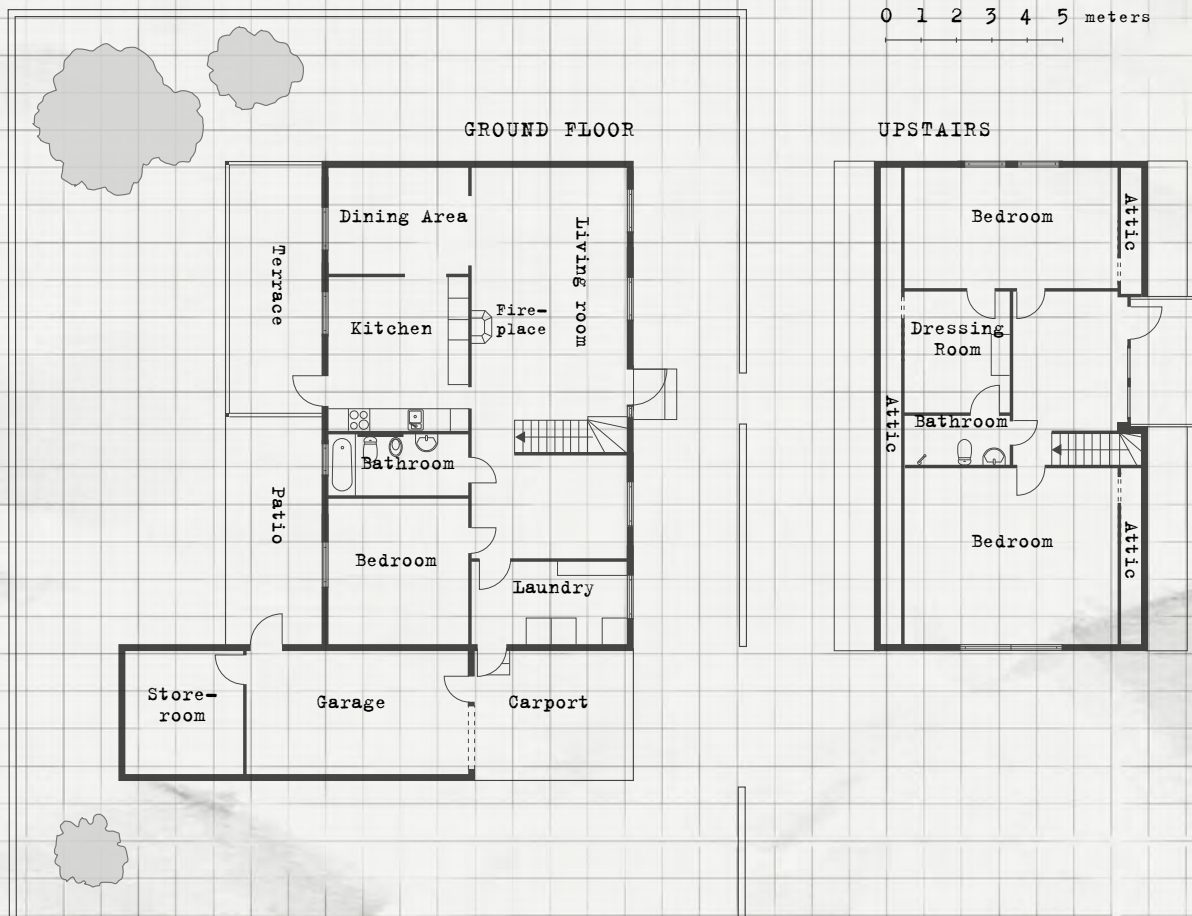 0 1 2 3 4 5 meters
GROUND FLOOR
UPSTAIRS
Dining Area
Living room
Terrace
Fire-
place
Kitchen
Bathroom
Patio
Bedroom
Laundry
Store-
room
Garage
Carport
Bedroom
Attic
Dressing
Room
Attic
Bathroom
Bedroom
Attic